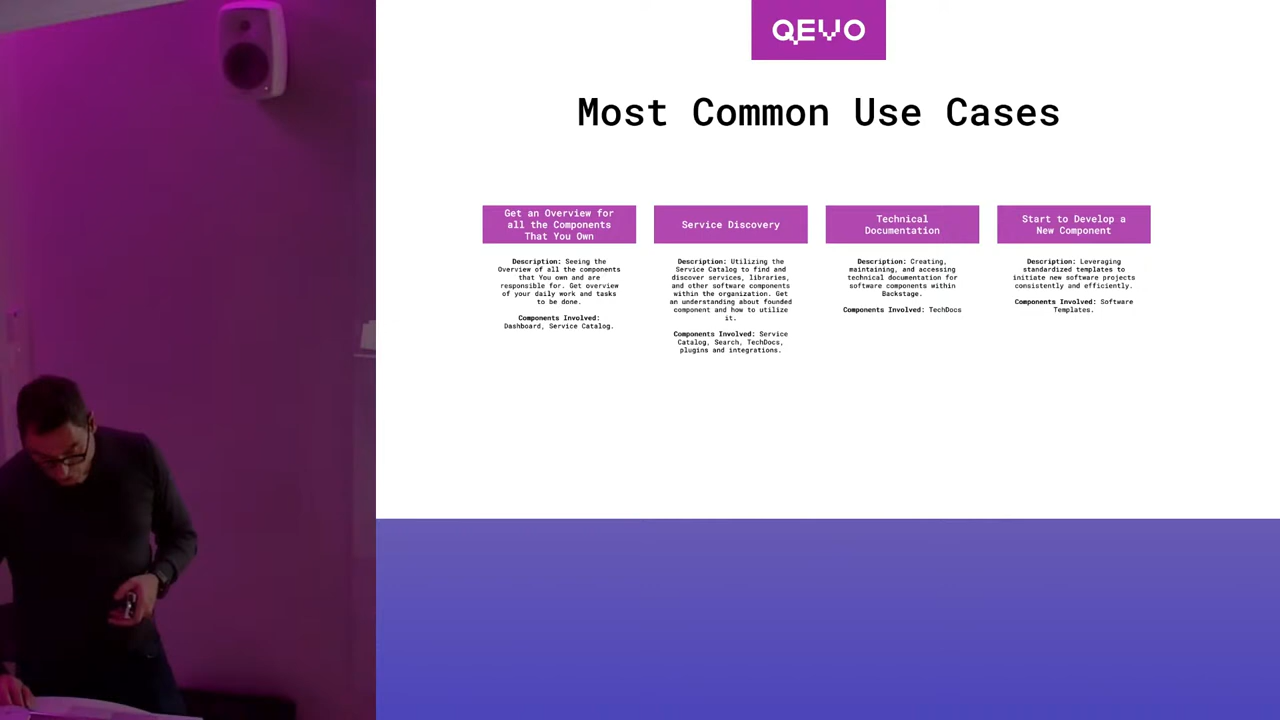 QEVO
Most Common Use Cases
Get an Overview for
all the Components
That You Own
Description: Seeing the
Overview of all the components
that You own and are
responsible for. Get overview
of your daily work and tasks
to be done.
Components Involved:
Dashboard, Service Catalog.
Service Discovery
Description: Utilizing the
Service Catalog to find and
discover services, libraries,
and other software components
within the organization. Get
an understanding about founded
component and how to utilize
it.
Components Involved: Service
Catalog, Search, TechDocs,
plugins and integrations.
Technical
Documentation
Description: Creating,
maintaining, and accessing
technical documentation for
software components within
Backstage.
Components Involved: TechDocs
Start to Develop a
New Component
Description: Leveraging
standardized templates to
initiate new software projects
consistently and efficiently.
Components Involved: Software
Templates.